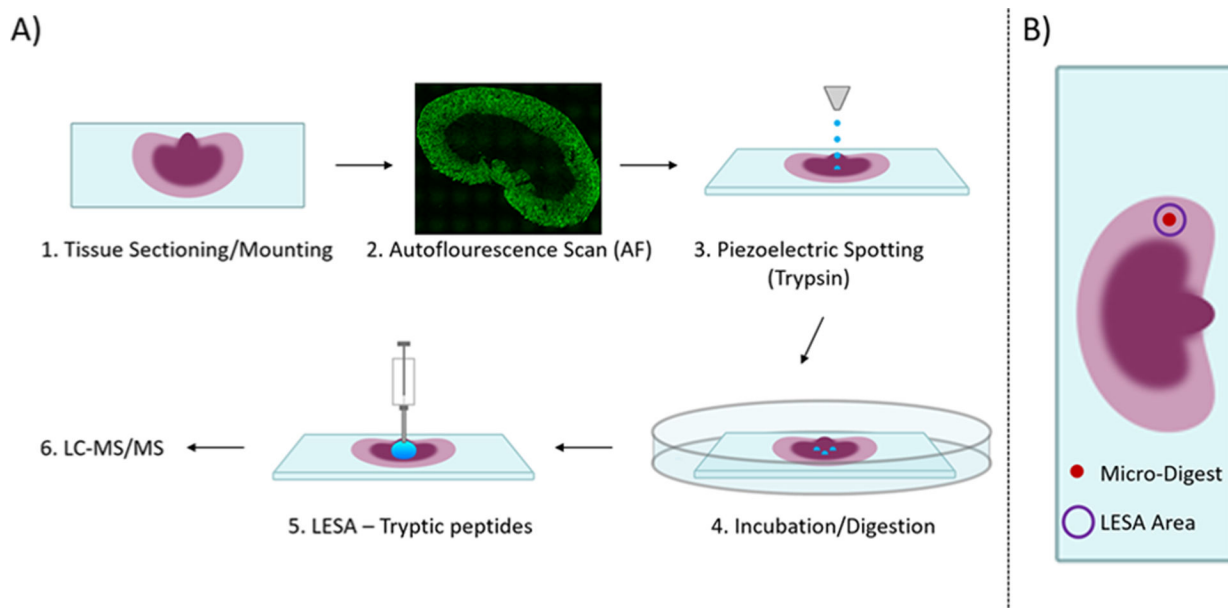 A)
B)
1. Tissue Sectioning/Mounting
2. Autoflourescence Scan (AF)
3. Piezoelectric Spotting
(Trypsin)
6. LC-MS/MS
5. LESA – Tryptic peptides
4. Incubation/Digestion
Micro-Digest
LESA Area